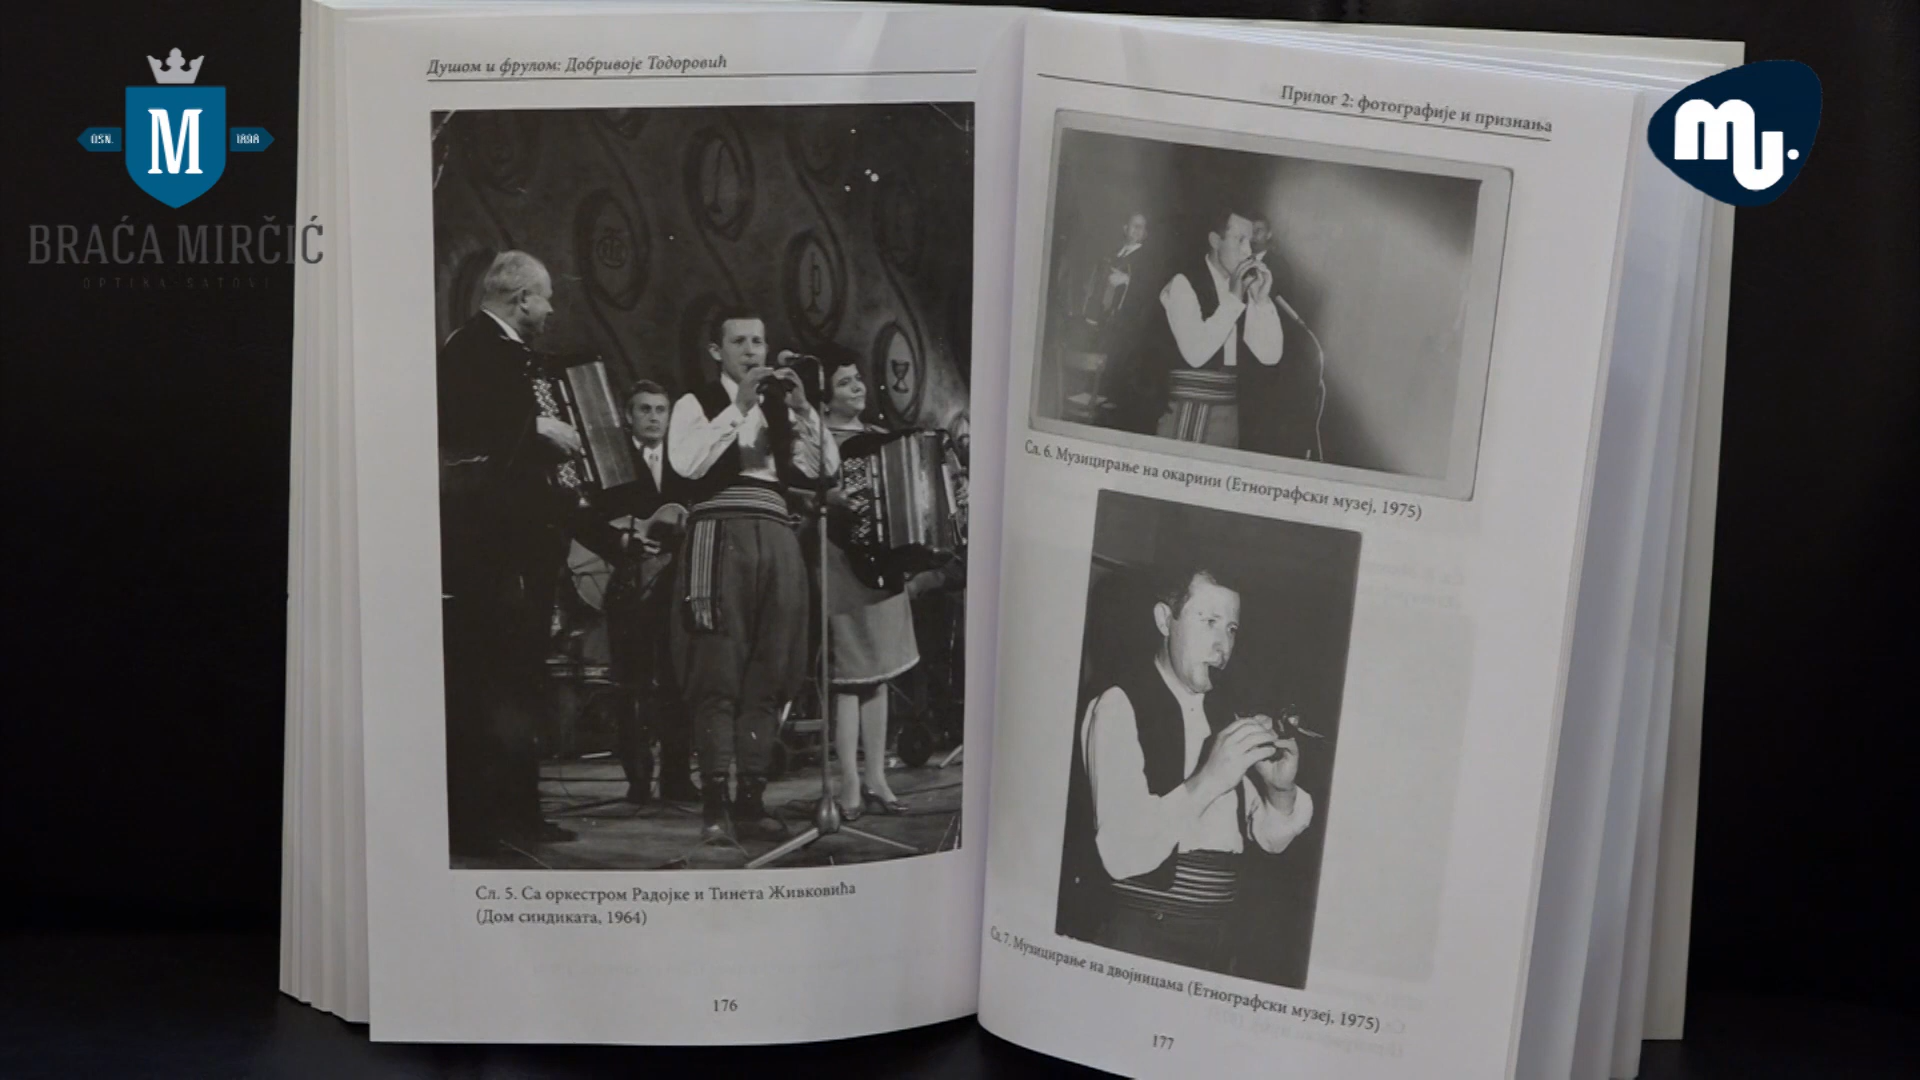 M
OSN.
1898
BRAĆA MIRČIĆ
OPTIKA SATOVI
mu.
Душом и фрулом: Добривоје Тодоровић
Сл. 5. Са оркестром Радојке и Тинета Живковића
(Дом синдиката, 1964)
176
Прилог 2: фотографије и признања
Сл. 6. Музицирање на окарини (Етнографски музеј, 1975)
Сл. 7. Музицирање на двојницама (Етнографски музеј, 1975)
177